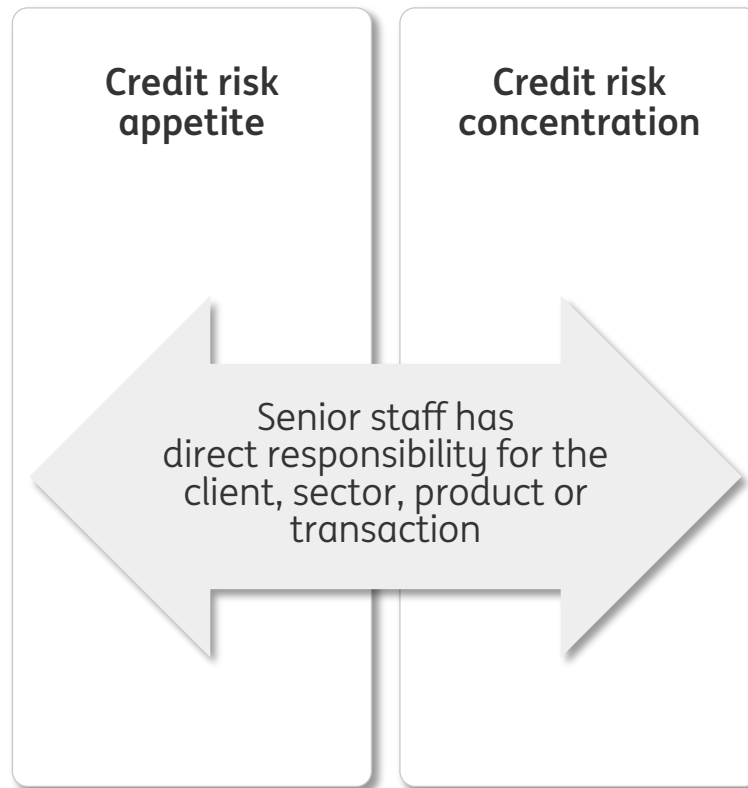 Credit risk
appetite
Credit risk
concentration
Senior staff has
direct responsibility for the
client, sector, product or
transaction